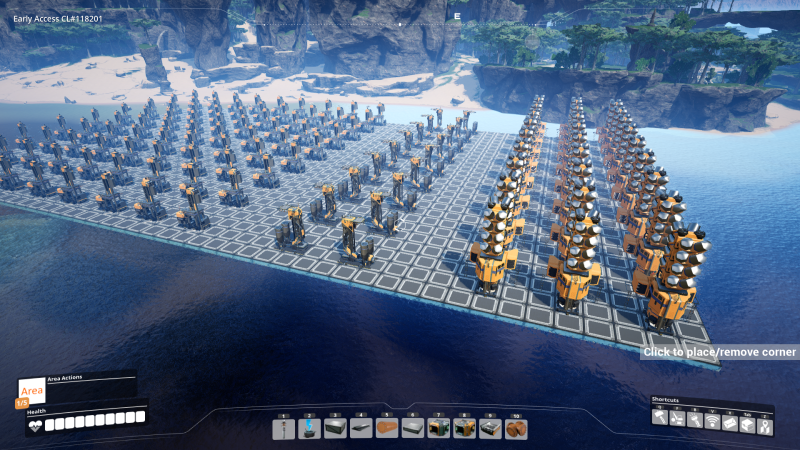 Early Access CL#118201
E
Click to place/remove corner
Area Actions
Area
1/5
Health
1 2 3 4 5 6 7 8 9 10
Shortcuts